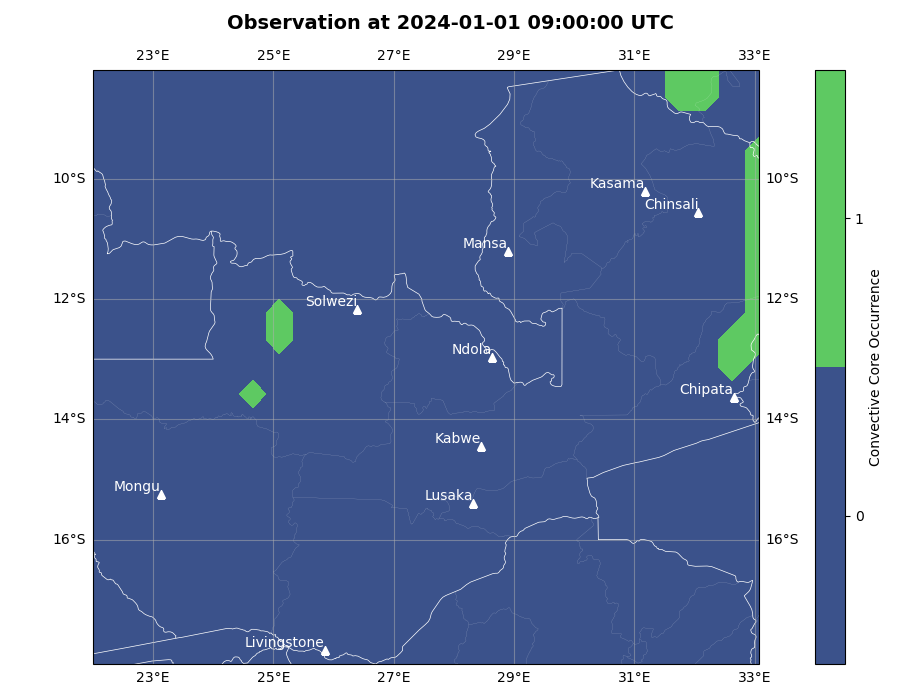 Observation at 2024-01-01 09:00:00 UTC
23°E 25°E 27°E 29°E 31°E 33°E
10°S 10°S
Kasama
Chinsali
Mansa
1
12°S 12°S
Solwezi
Ndola
Chipata
14°S 14°S
Kabwe
Mongu
Lusaka
0
16°S 16°S
Livingstone
23°E 25°E 27°E 29°E 31°E 33°E
Convective Core Occurrence